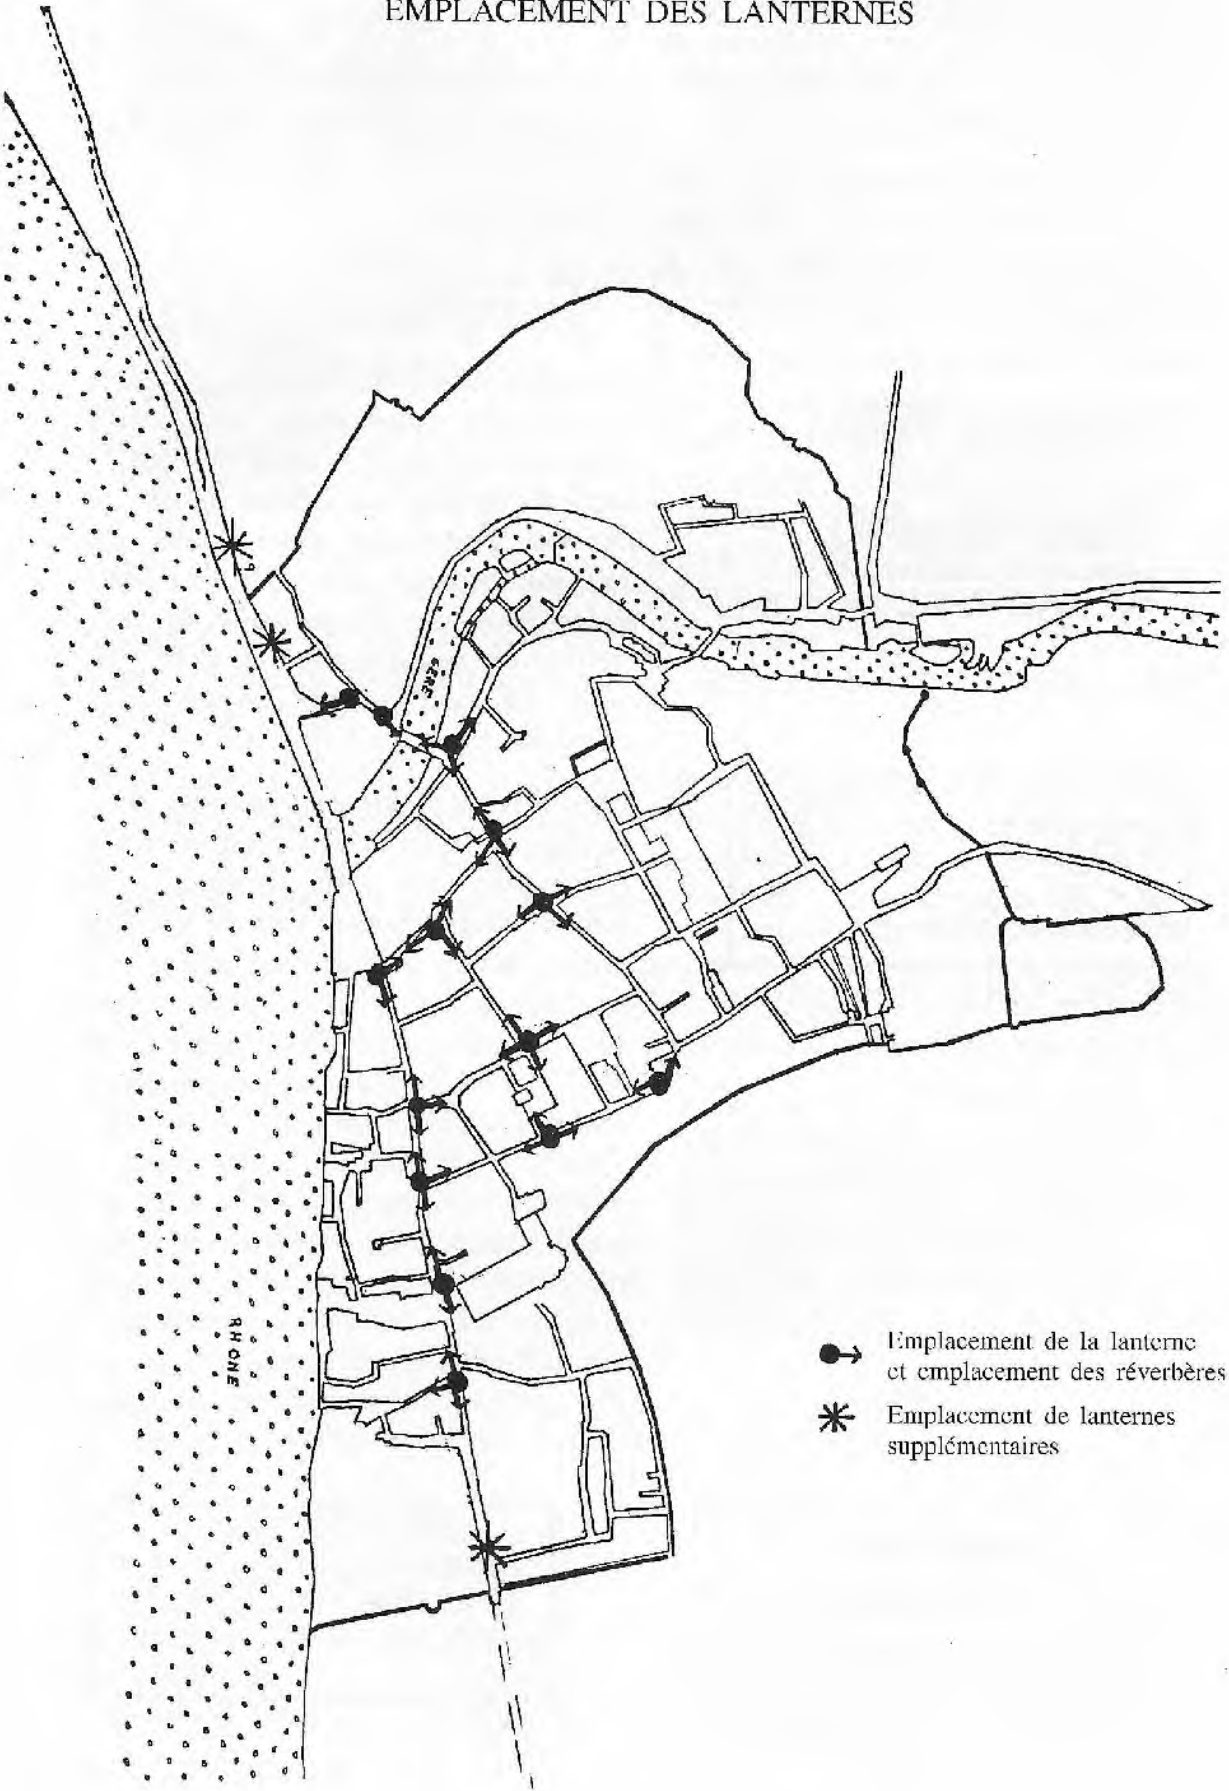 EMPLACEMENT DES LANTERNES
GERE
RHONE
Emplacement de la lanterne
et emplacement des réverbères
Emplacement de lanternes
supplémentaires